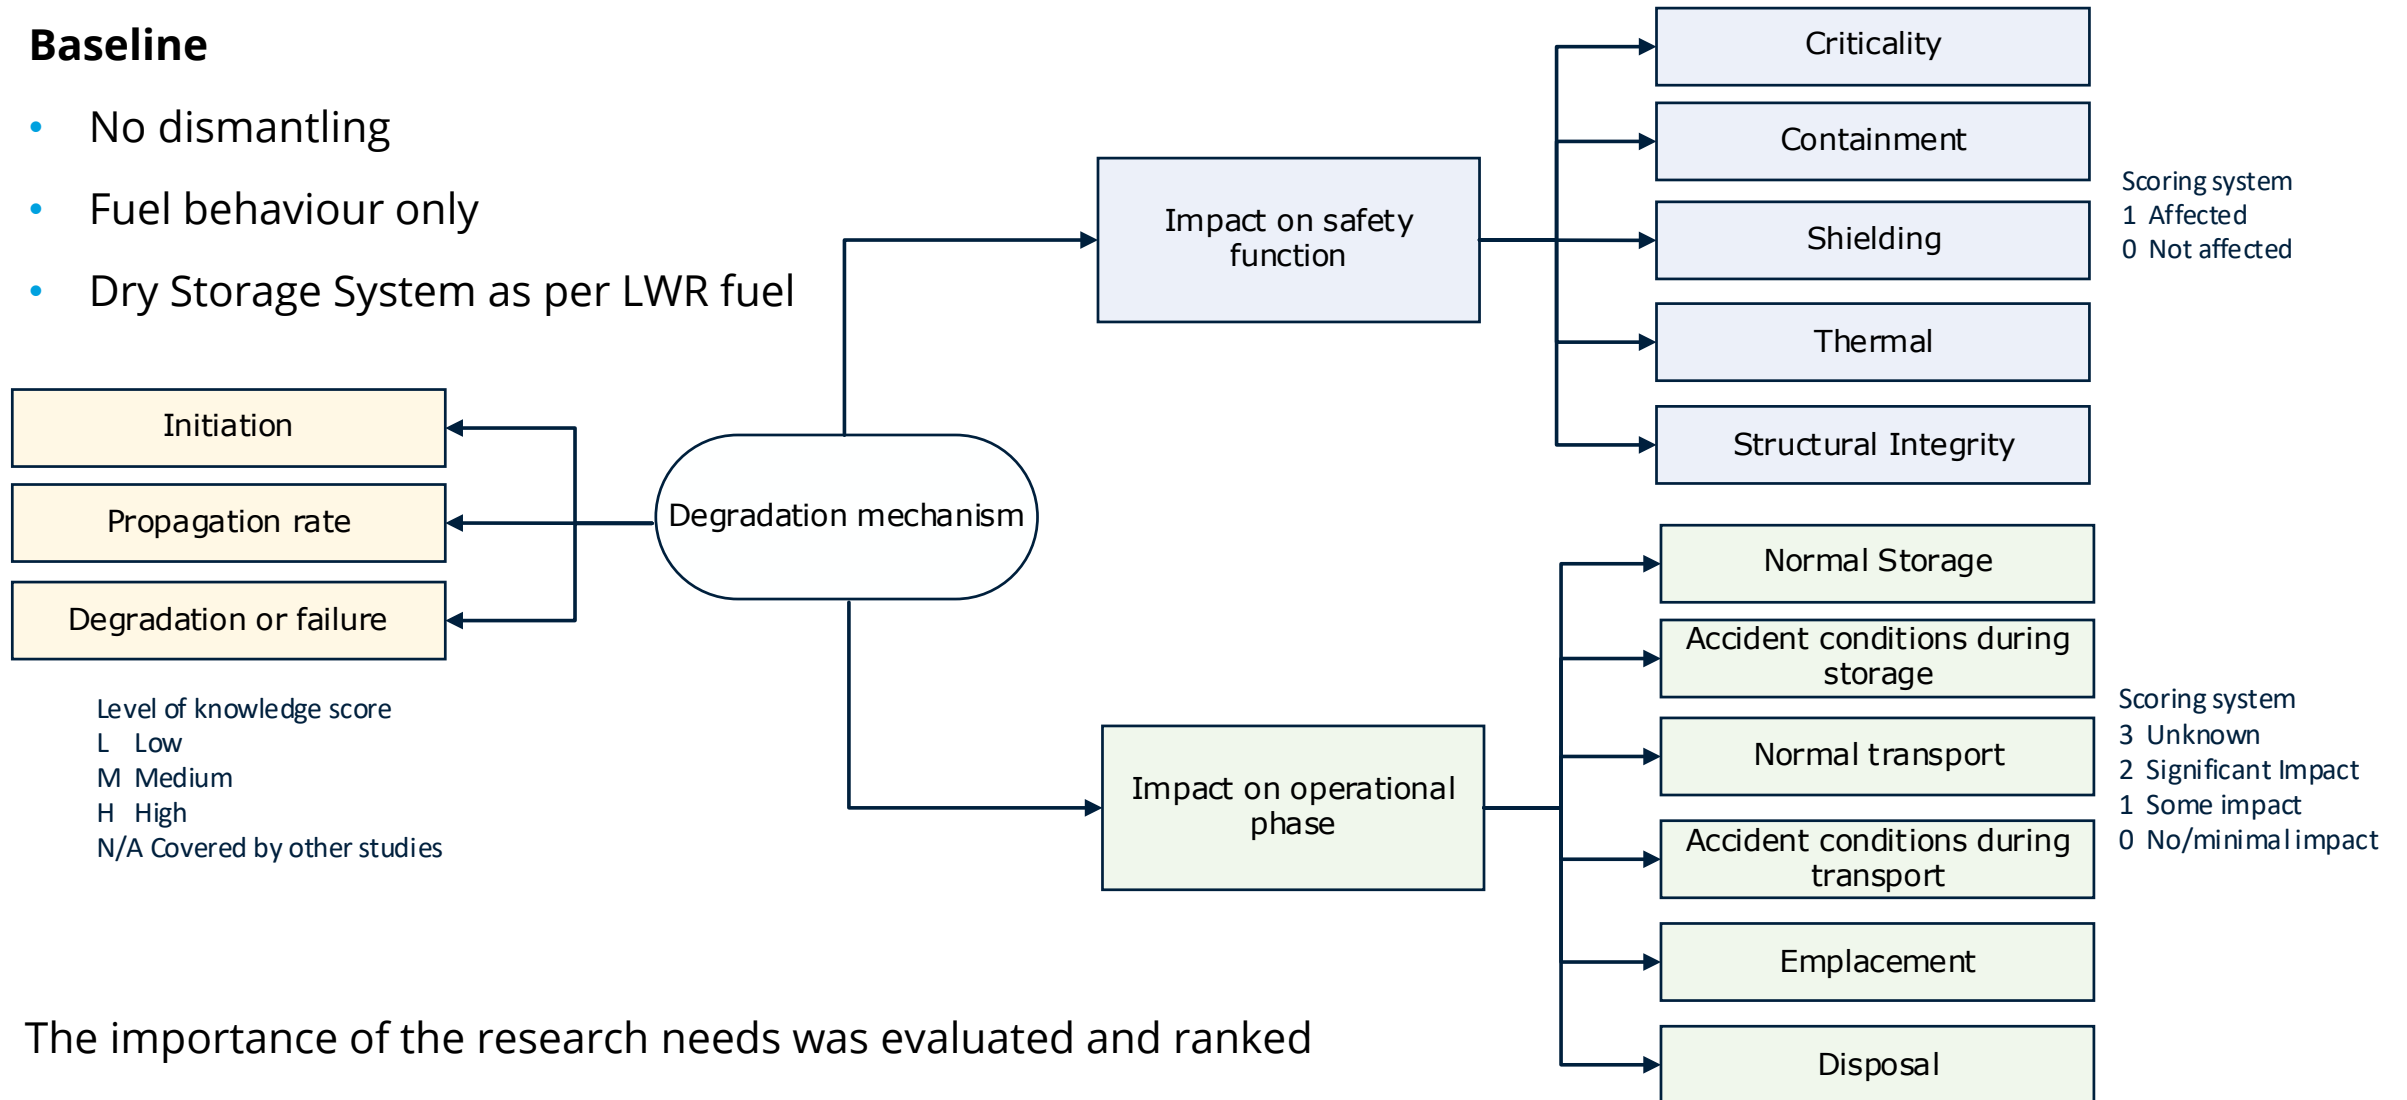 Baseline
• No dismantling
• Fuel behaviour only
• Dry Storage System as per LWR fuel
Initiation
Propagation rate
Degradation or failure
Level of knowledge score
L Low
M Medium
H High
N/A Covered by other studies
Degradation mechanism
Impact on safety
function
Criticality
Containment
Shielding
Thermal
Structural Integrity
Scoring system
1 Affected
0 Not affected
Impact on operational
phase
Normal Storage
Accident conditions during
storage
Normal transport
Accident conditions during
transport
Emplacement
Disposal
Scoring system
3 Unknown
2 Significant Impact
1 Some impact
0 No/minimal impact
The importance of the research needs was evaluated and ranked